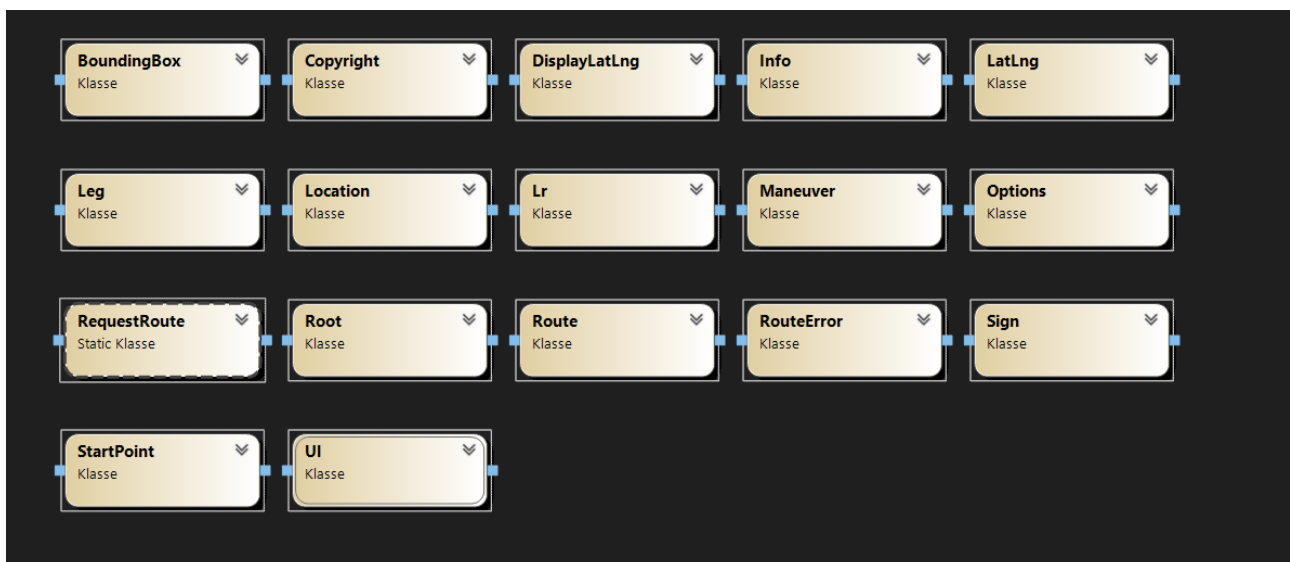 BoundingBox
Klasse
Copyright
Klasse
DisplayLatLng
Klasse
Info
Klasse
LatLng
Klasse
Leg
Klasse
Location
Klasse
Lr
Klasse
Maneuver
Klasse
Options
Klasse
RequestRoute
Static Klasse
Root
Klasse
Route
Klasse
RouteError
Klasse
Sign
Klasse
StartPoint
Klasse
UI
Klasse